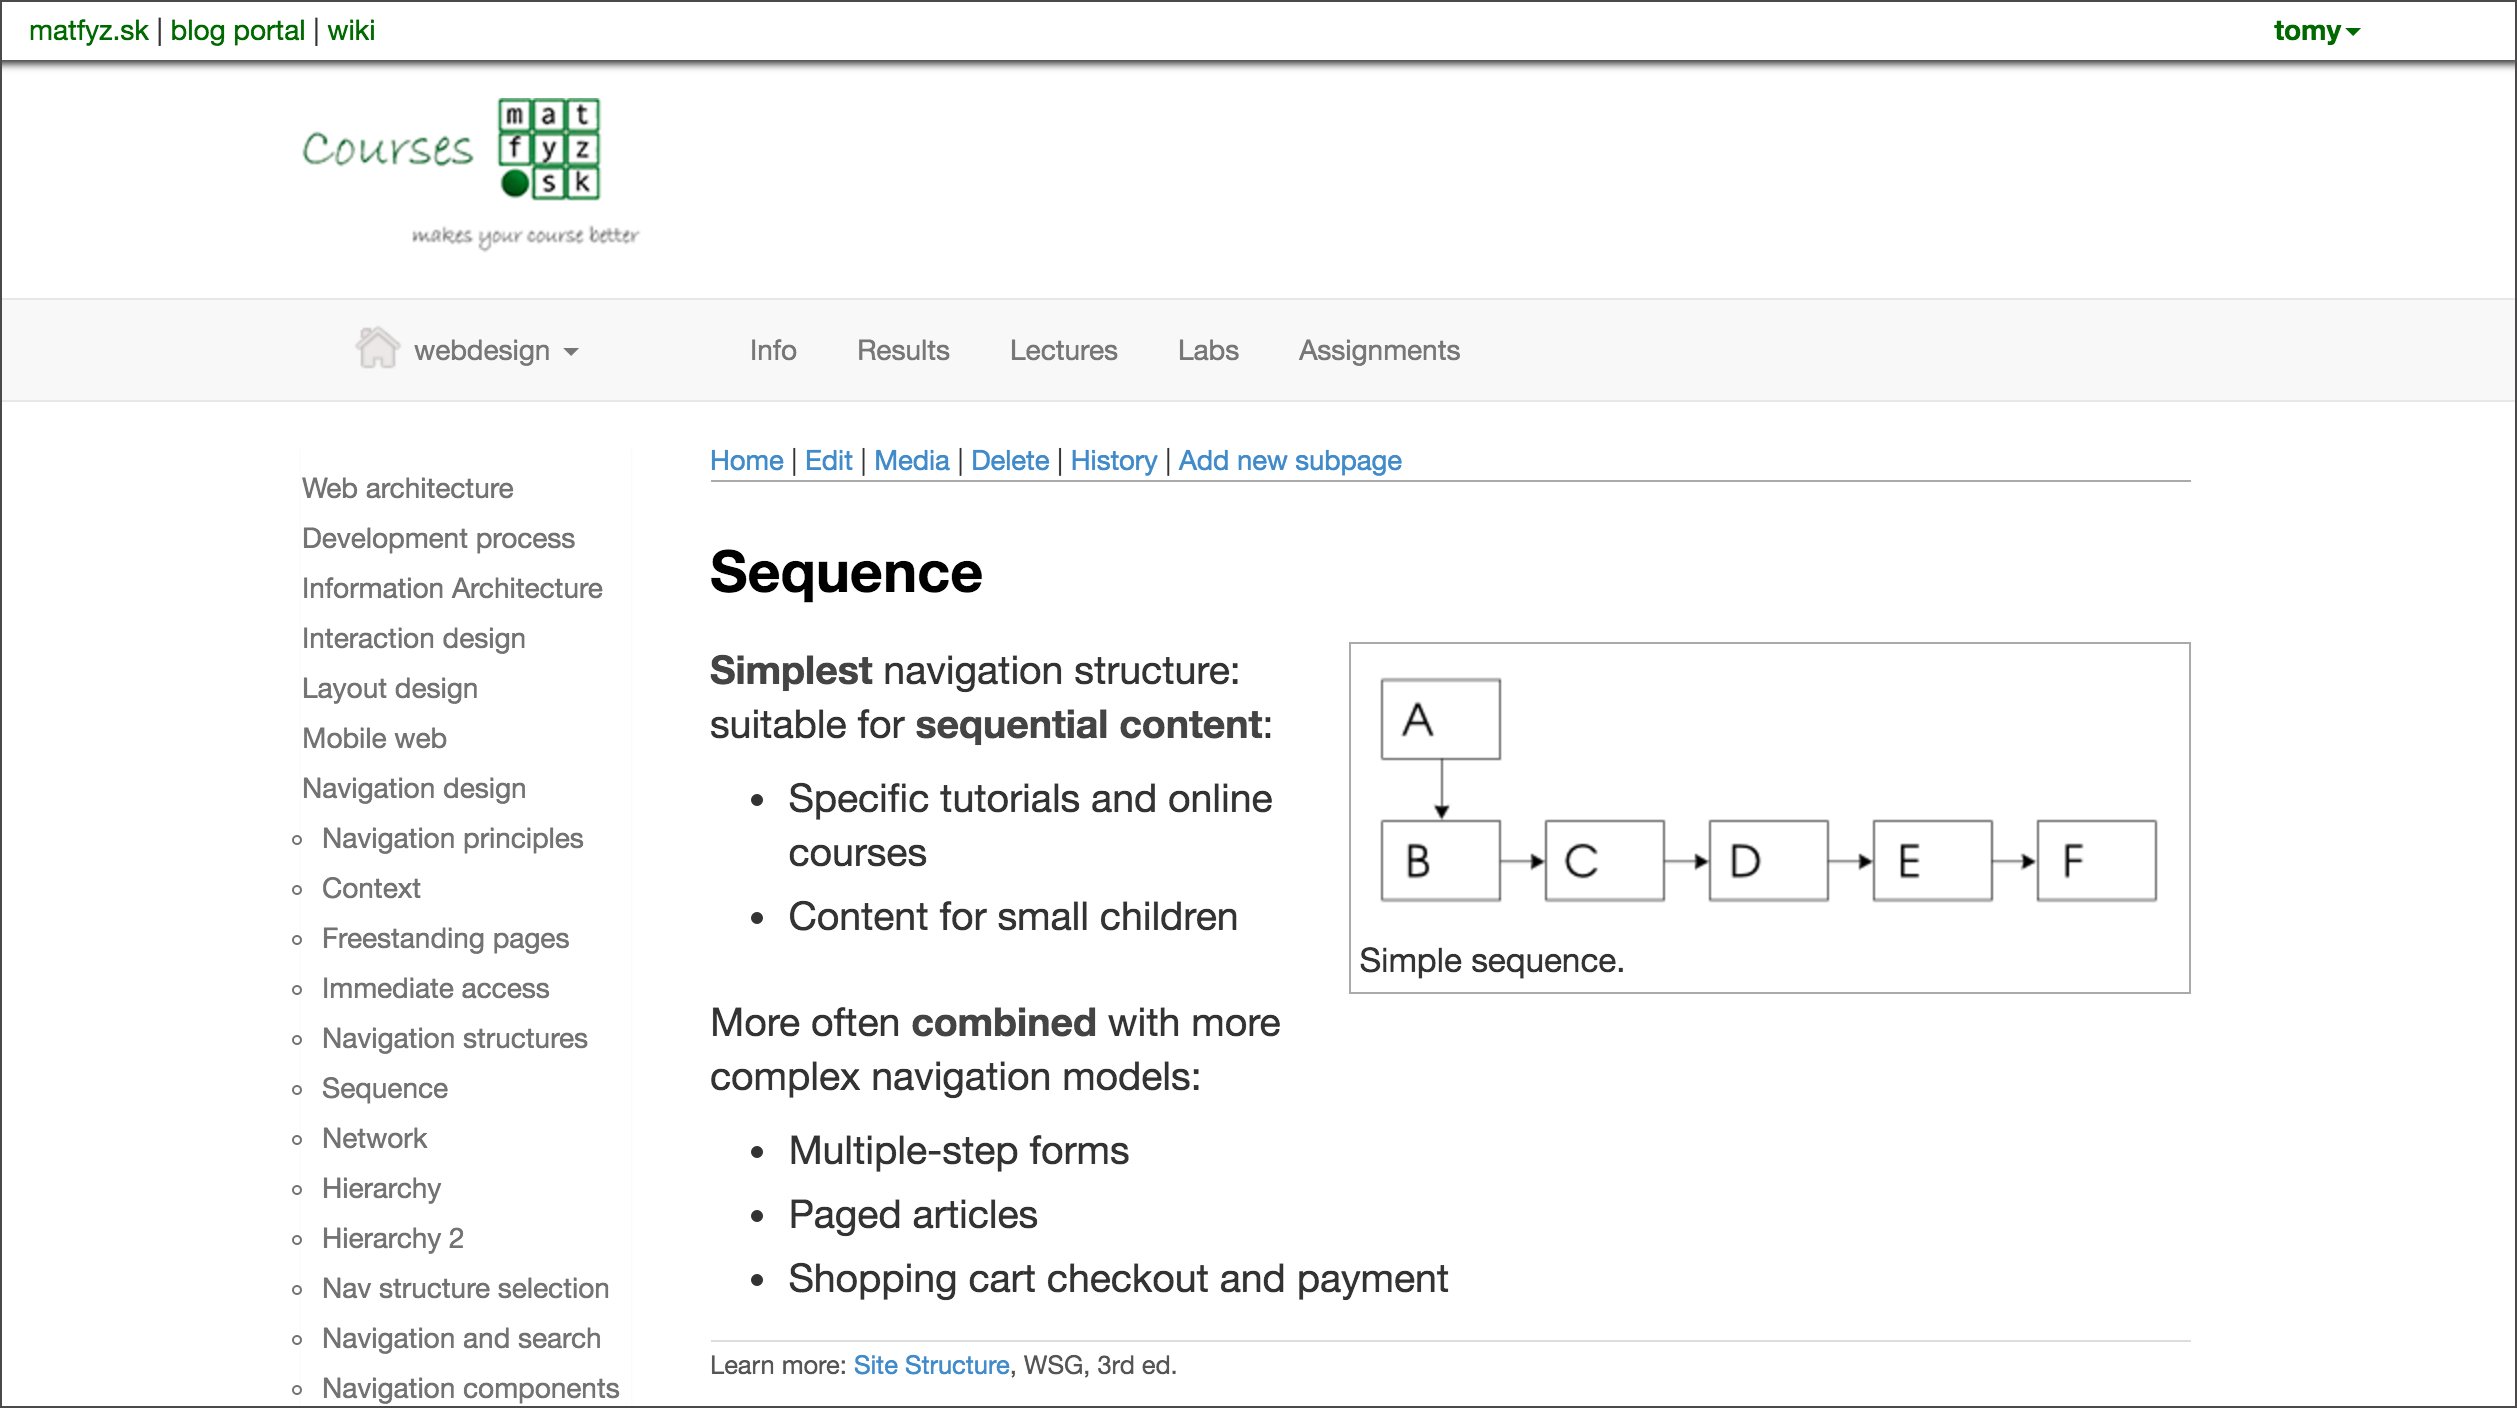 matfyz.sk | blog portal | wiki
tomy
Courses
m a t
f y z
s k
makes your course better
webdesign
Info Results Lectures Labs Assignments
Web architecture
Development process
Information Architecture
Interaction design
Layout design
Mobile web
Navigation design
Navigation principles
Context
Freestanding pages
Immediate access
Navigation structures
Sequence
Network
Hierarchy
Hierarchy 2
Nav structure selection
Navigation and search
Navigation components
Home | Edit | Media | Delete | History | Add new subpage
Sequence
Simplest navigation structure:
suitable for sequential content:
• Specific tutorials and online
courses
• Content for small children
A
B C D E F
Simple sequence.
More often combined with more
complex navigation models:
• Multiple-step forms
• Paged articles
• Shopping cart checkout and payment
Learn more: Site Structure, WSG, 3rd ed.